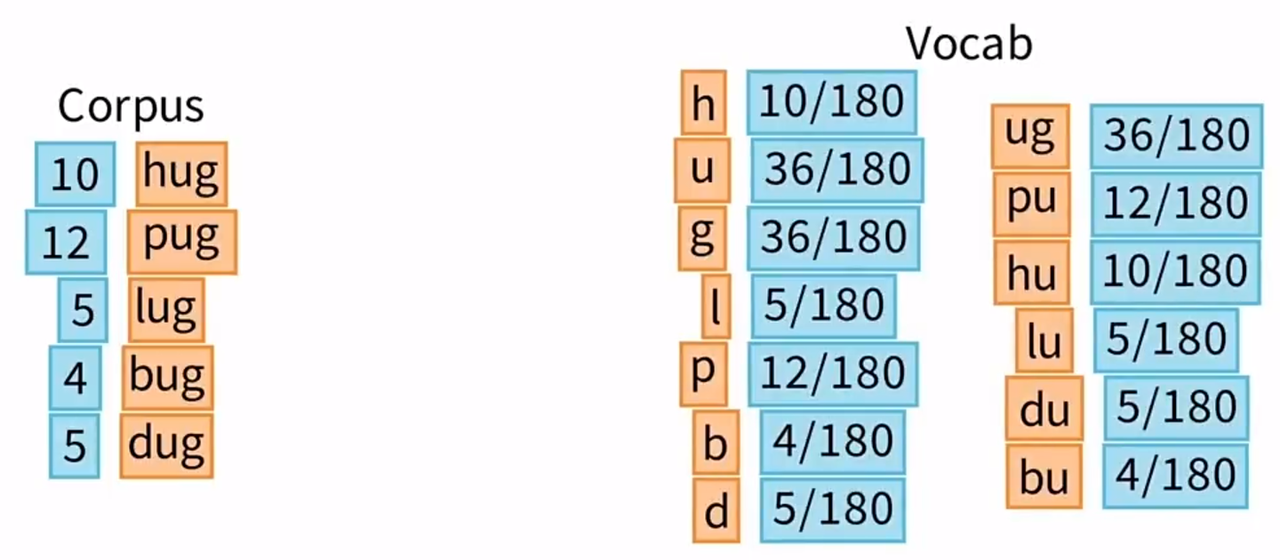 Corpus
10 hug
12 pug
5 lug
4 bug
5 dug
Vocab
h 10/180
u 36/180
g 36/180
l 5/180
p 12/180
b 4/180
d 5/180
ug 36/180
pu 12/180
hu 10/180
lu 5/180
du 5/180
bu 4/180